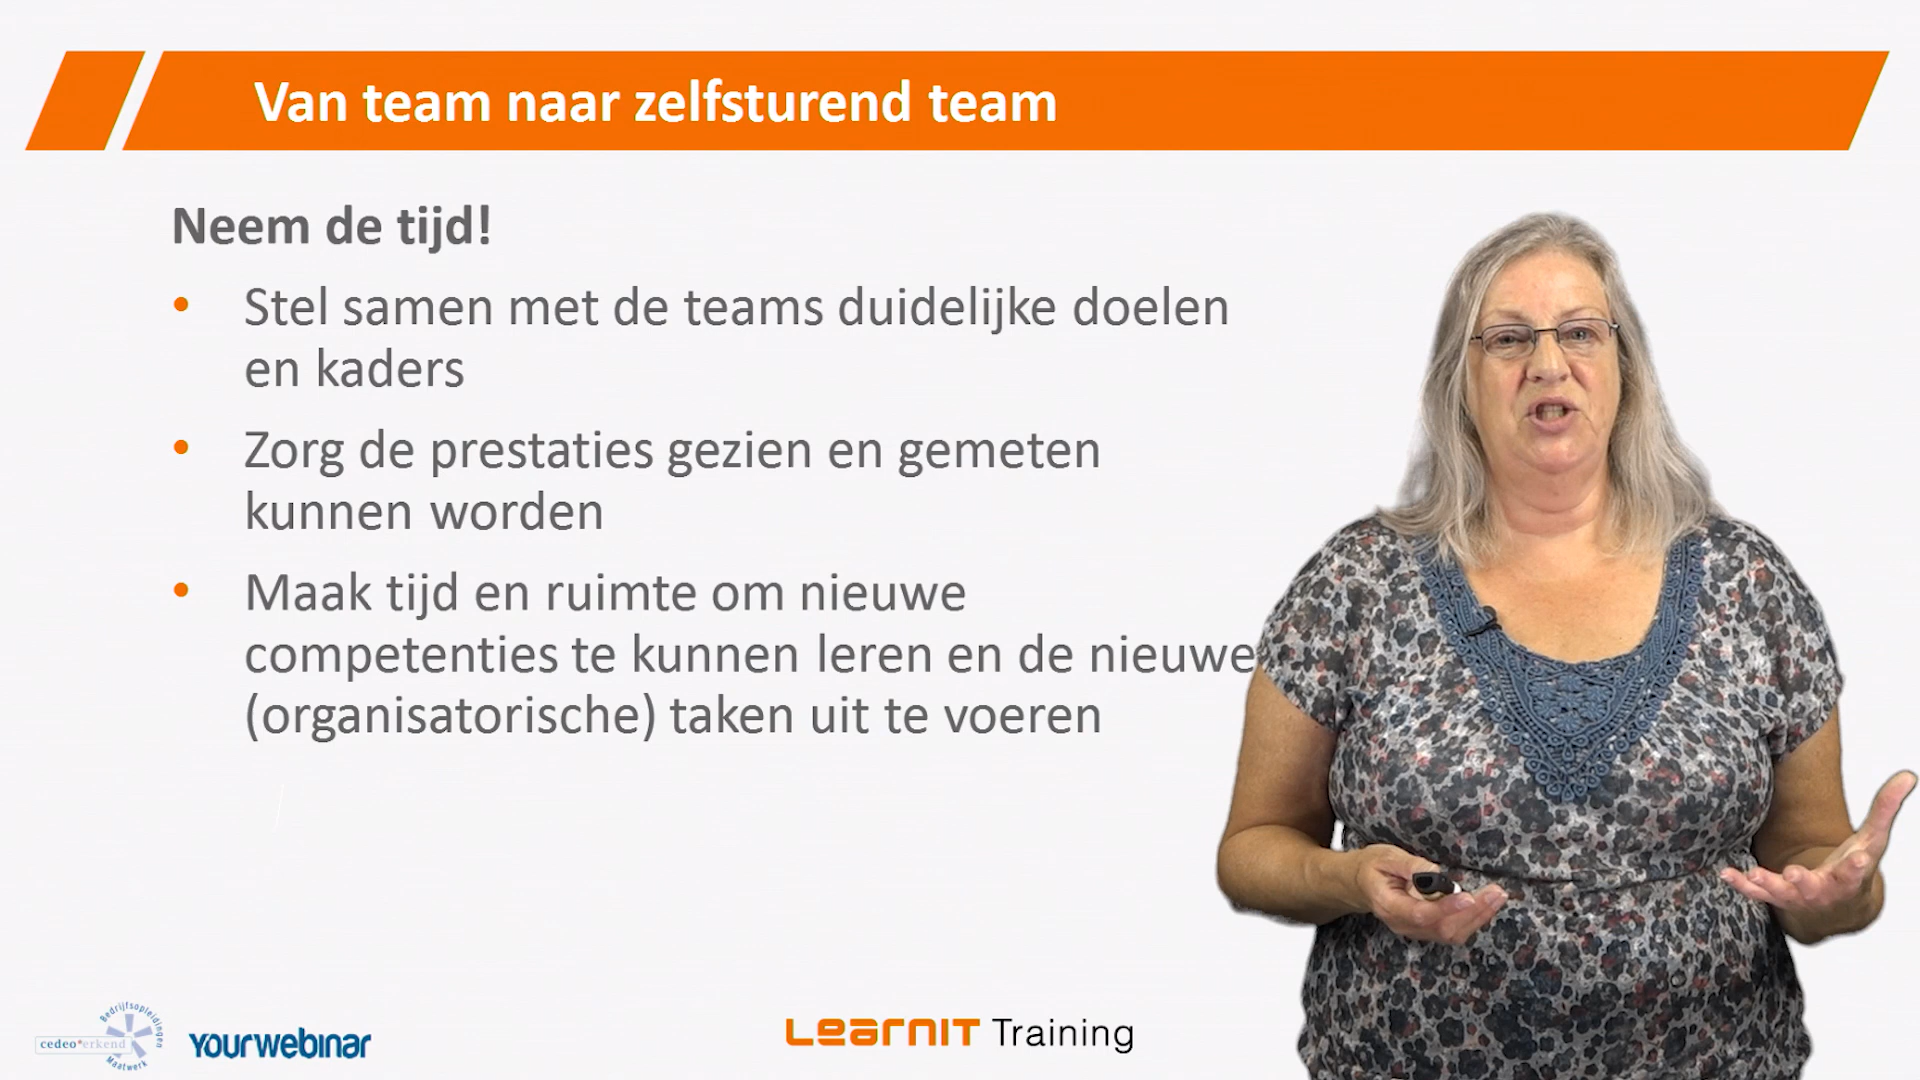 Van team naar zelfsturend team
Neem de tijd!
• Stel samen met de teams duidelijke doelen
en kaders
• Zorg de prestaties gezien en gemeten
kunnen worden
• Maak tijd en ruimte om nieuwe
competenties te kunnen leren en de nieuwe
(organisatorische) taken uit te voeren
Bedrijfsopleidingen
cedeo*erkend
Maatwerk
Yourwebinar
LearnIT Training